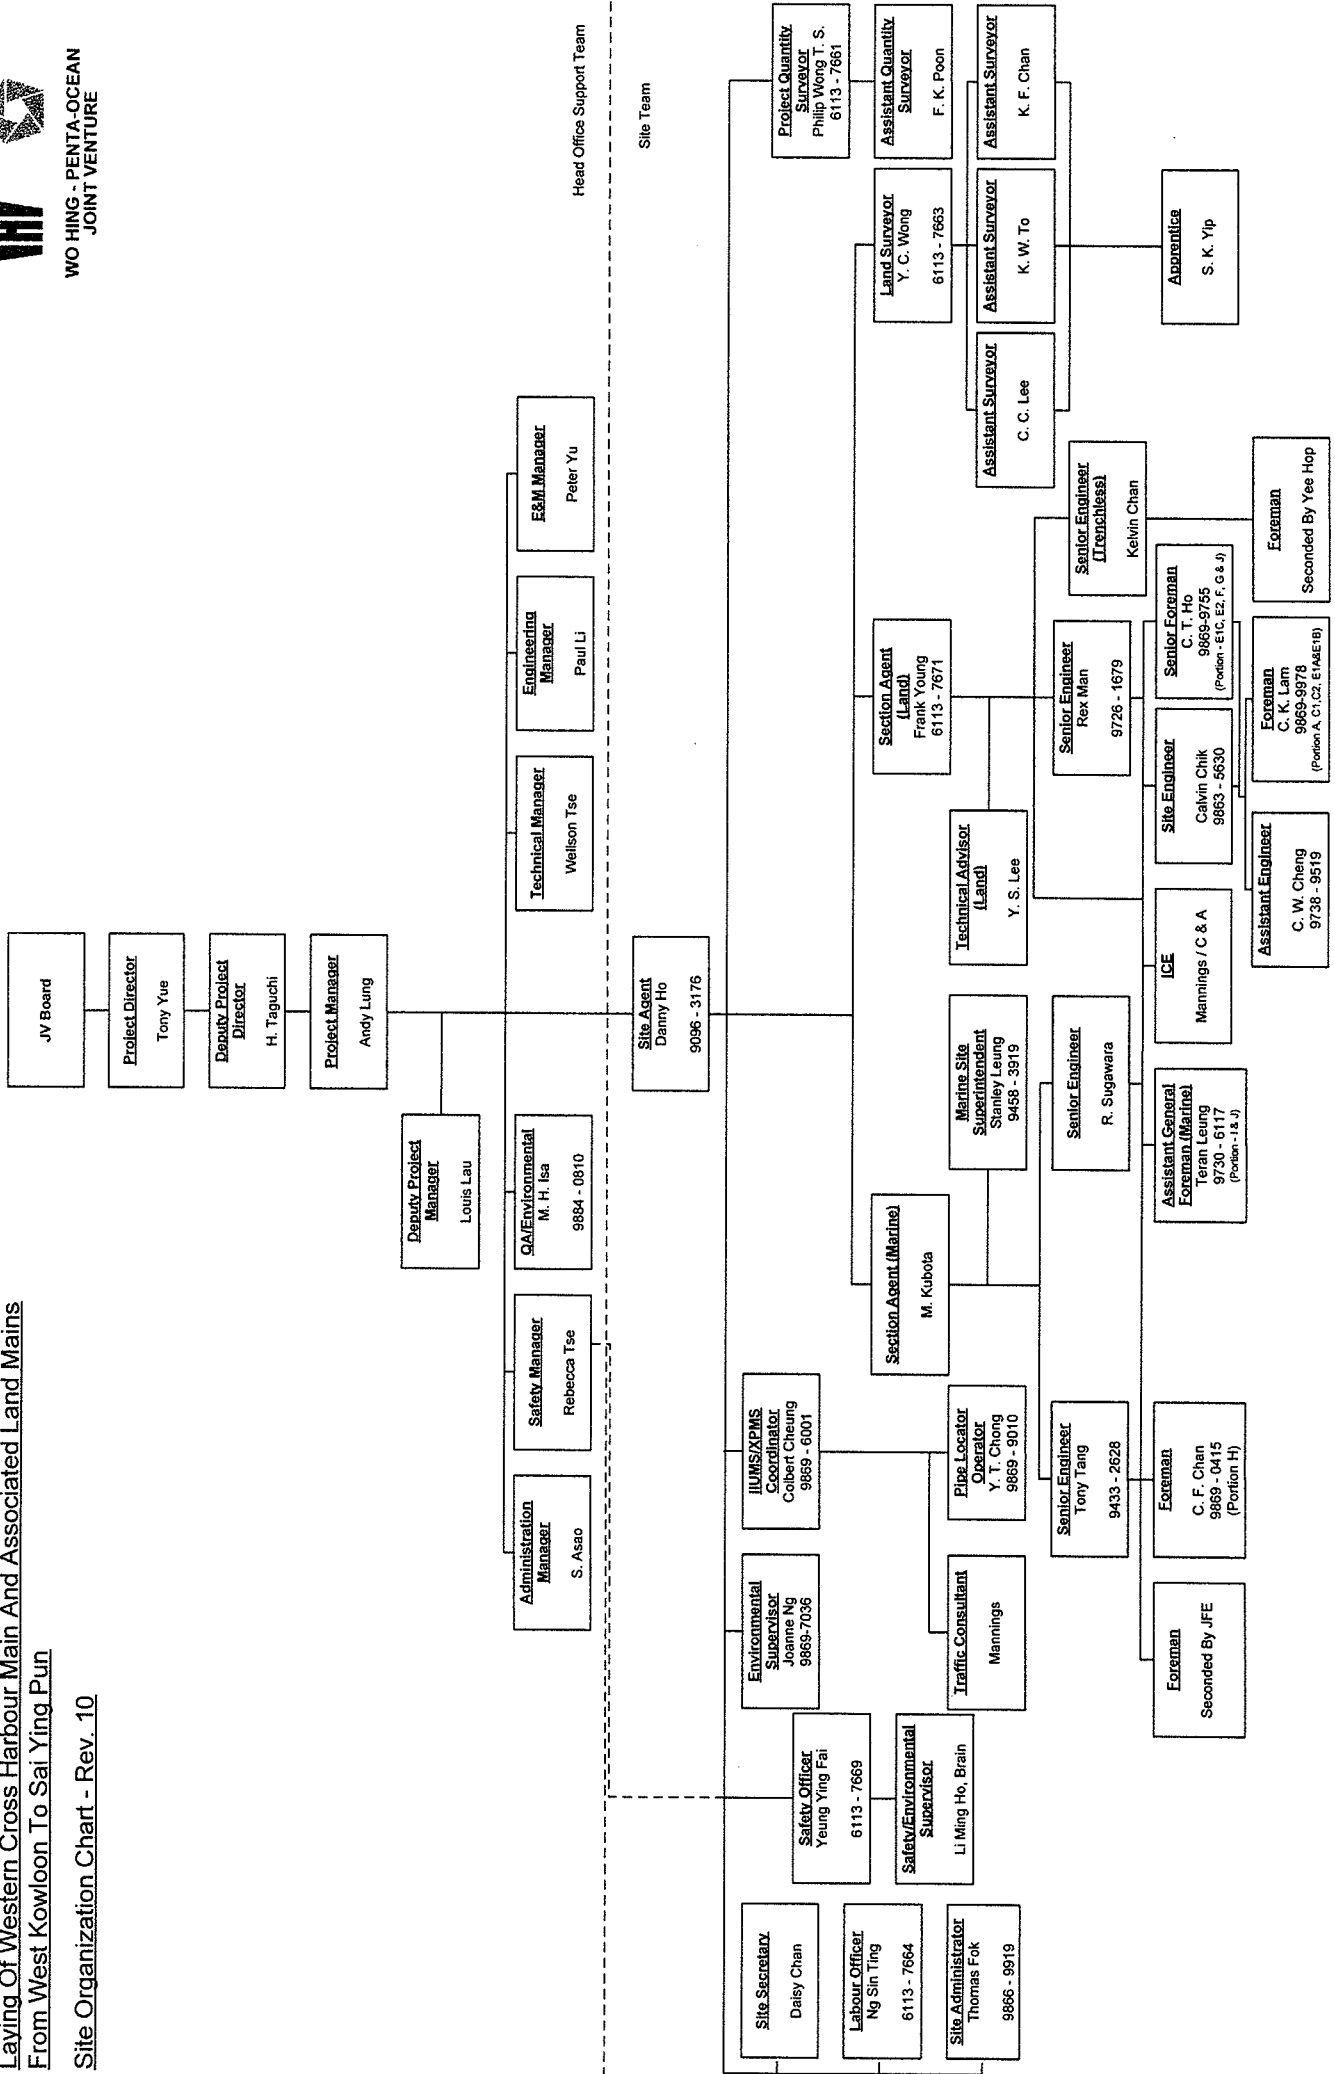 Laying Of Western Cross Harbour Main And Associated Land Mains
From West Kowloon To Sai Ying Pun
Site Organization Chart - Rev. 10
WO HING - PENTA-OCEAN
JOINT VENTURE
JV Board
Project Director
Tony Yue
Deputy Project
Director
H. Taguchi
Project Manager
Andy Lung
Deputy Project
Manager
Louis Lau
Administration
Manager
S. Asao
Safety Manager
Rebecca Tse
QA/Environmental
M. H. Isa
9884 - 0810
Technical Manager
Wellson Tse
Engineering
Manager
Paul Li
E&M Manager
Peter Yu
Head Office Support Team
Site Team
Site Agent
Danny Ho
9096 - 3176
Site Secretary
Daisy Chan
Labour Officer
Ng Sin Ting
6113 - 7664
Site Administrator
Thomas Fok
9866 - 9919
Safety Officer
Yeung Ying Fai
6113 - 7669
Safety/Environmental
Supervisor
Li Ming Ho, Brain
Environmental
Supervisor
Joanne Ng
9869-7036
IIUMS/XPMS
Coordinator
Colbert Cheung
9869 - 6001
Project Quantity
Surveyor
Philip Wong T. S.
6113 - 7661
Assistant Quantity
Surveyor
F. K. Poon
Traffic Consultant
Mannings
Pipe Locator
Operator
Y. T. Chong
9869 - 9010
Section Agent (Marine)
M. Kubota
Marine Site
Superintendent
Stanley Leung
9458 - 3919
Section Agent
(Land)
Frank Young
6113 - 7671
Technical Advisor
(Land)
Y. S. Lee
Land Surveyor
Y. C. Wong
6113 - 7663
Assistant Surveyor
C. C. Lee
Assistant Surveyor
K. W. To
Assistant Surveyor
K. F. Chan
Apprentice
S. K. Yip
Senior Engineer
Tony Tang
9433 - 2628
Senior Engineer
R. Sugawara
Senior Engineer
Rex Man
9726 - 1679
Senior Engineer
(Trenchless)
Kelvin Chan
Foreman
Seconded By JFE
Foreman
C. F. Chan
9869 - 0415
(Portion H)
Assistant General
Foreman (Marine)
Teran Leung
9730 - 6117
(Portion - I & J)
ICE
Mannings / C & A
Site Engineer
Calvin Chik
9863 - 5630
Senior Foreman
C. T. Ho
9869-9755
(Portion - E1C, E2, F, G & J)
Assistant Engineer
C. W. Cheng
9738 - 9519
Foreman
C. K. Lam
9869-9978
(Portion A, C1,C2, E1A&E1B)
Foreman
Seconded By Yee Hop